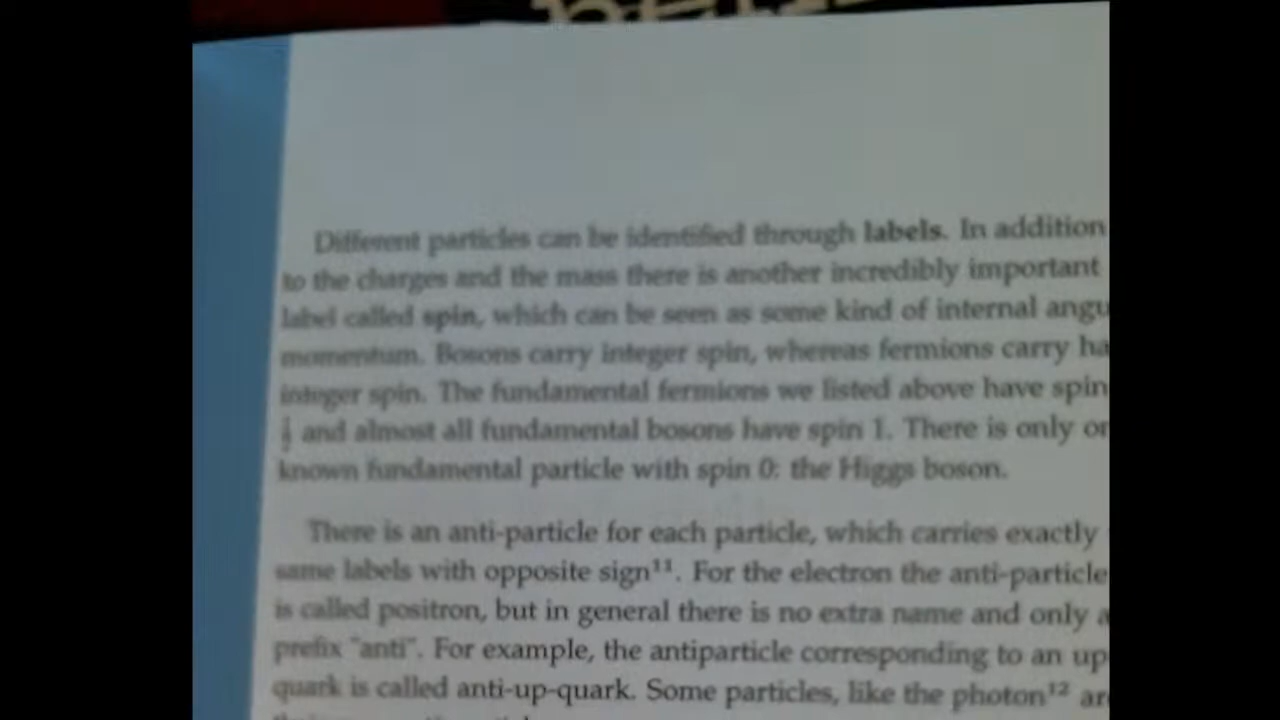 Different particles can be identified through labels. In addition
to the charges and the mass there is another incredibly important
label called spin, which can be seen as some kind of internal angu
momentum. Bosons carry integer spin, whereas fermions carry ha
integer spin. The fundamental fermions we listed above have spin
½ and almost all fundamental bosons have spin 1. There is only or
known fundamental particle with spin 0: the Higgs boson.
There is an anti-particle for each particle, which carries exactly
same labels with opposite sign¹¹. For the electron the anti-particle
is called positron, but in general there is no extra name and only a
prefix "anti". For example, the antiparticle corresponding to an up
quark is called anti-up-quark. Some particles, like the photon¹² are